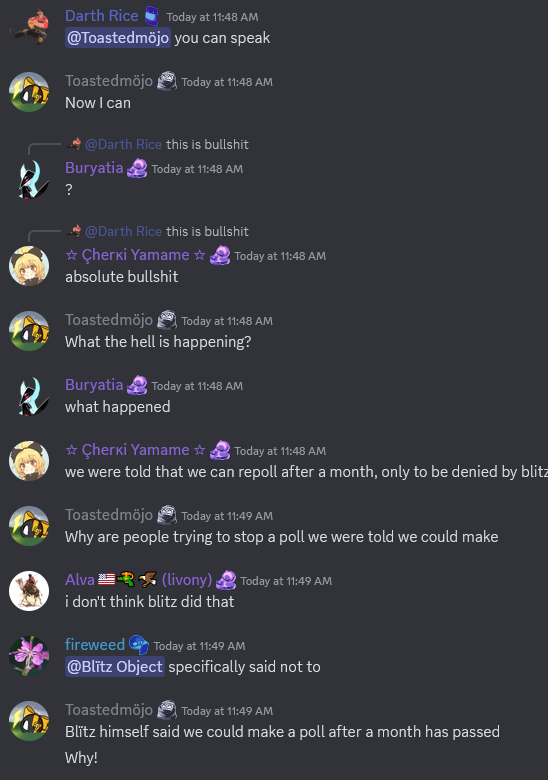 Darth Rice Today at 11:48 AM
@Toastedmöjo you can speak
Toastedmöjo Today at 11:48 AM
Now I can
@Darth Rice this is bullshit
Buryatia Today at 11:48 AM
?
@Darth Rice this is bullshit
☆ Çherкi Yamame ☆ Today at 11:48 AM
absolute bullshit
Toastedmöjo Today at 11:48 AM
What the hell is happening?
Buryatia Today at 11:48 AM
what happened
☆ Çherкi Yamame ☆ Today at 11:48 AM
we were told that we can repoll after a month, only to be denied by blitz
Toastedmöjo Today at 11:49 AM
Why are people trying to stop a poll we were told we could make
Alva 🇺🇸 (livony) Today at 11:49 AM
i don't think blitz did that
fireweed Today at 11:49 AM
@Blïtz Object specifically said not to
Toastedmöjo Today at 11:49 AM
Blïtz himself said we could make a poll after a month has passed
Why!